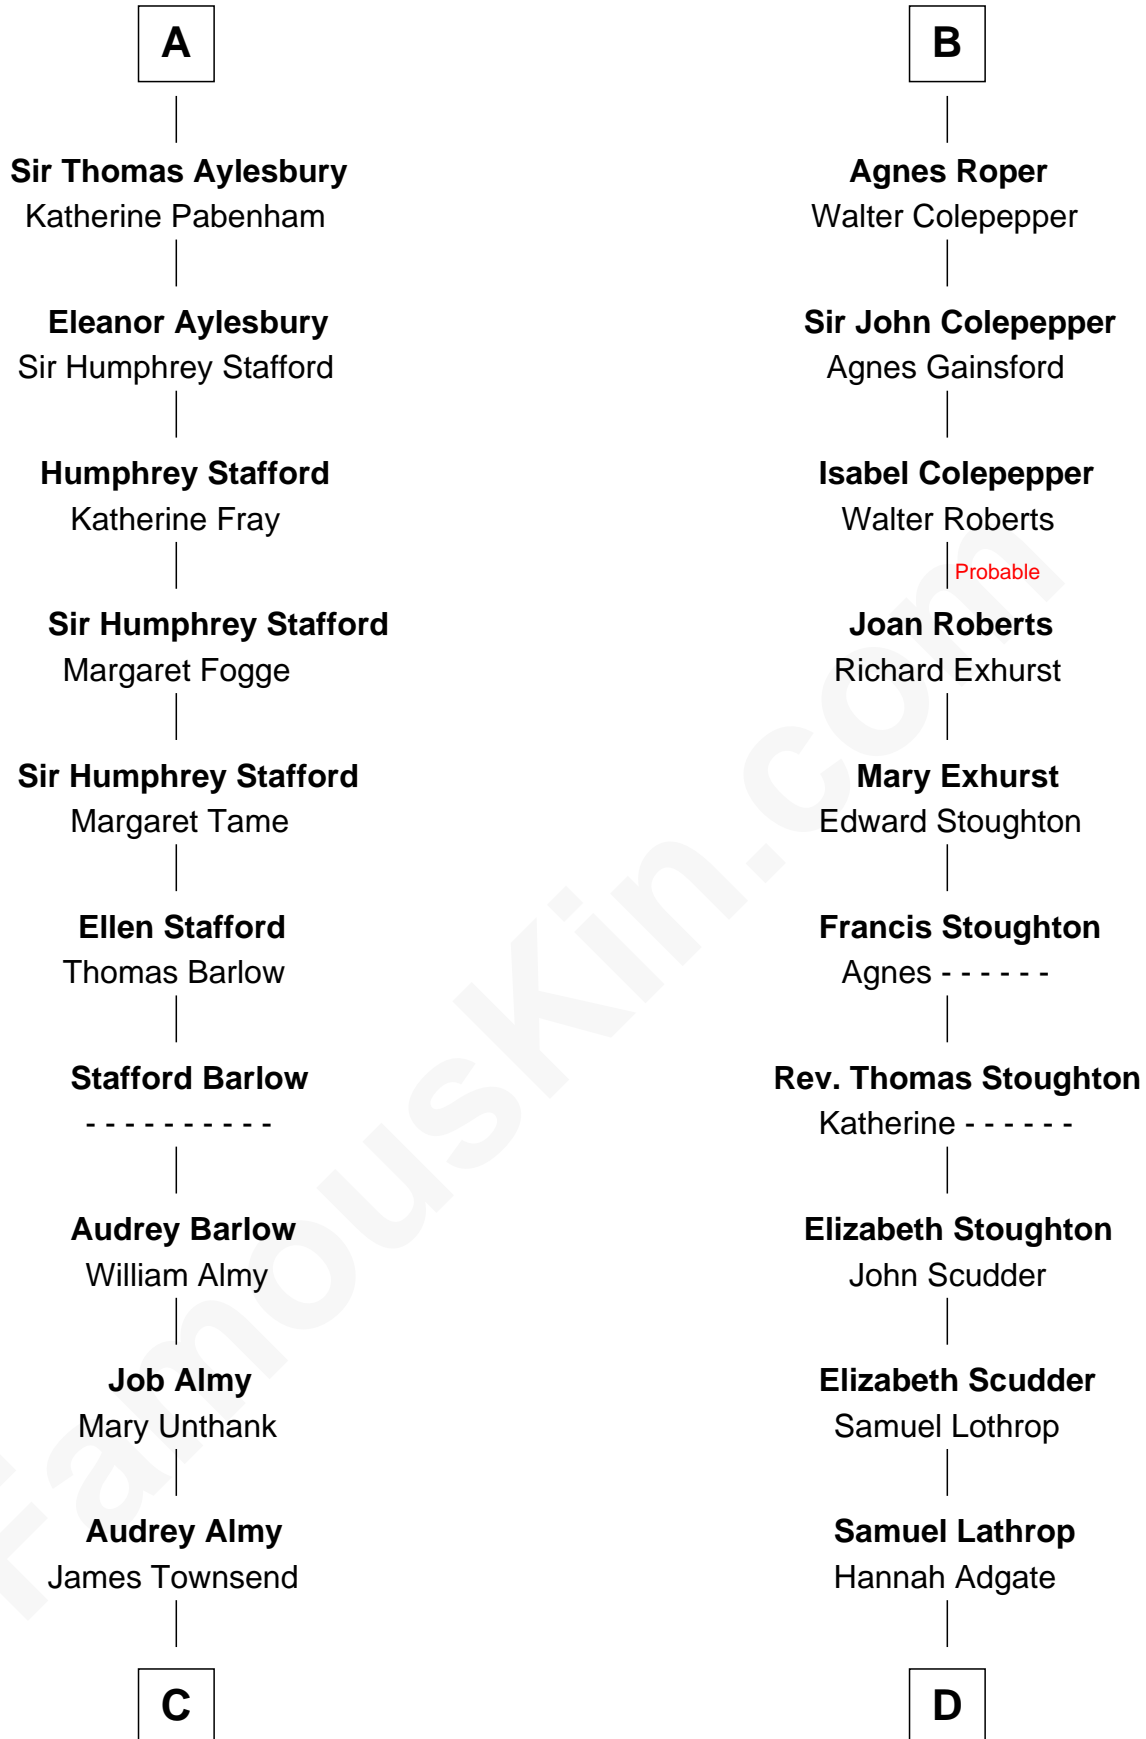 A
Sir Thomas Aylesbury
Katherine Pabenham
Eleanor Aylesbury
Sir Humphrey Stafford
Humphrey Stafford
Katherine Fray
Sir Humphrey Stafford
Margaret Fogge
Sir Humphrey Stafford
Margaret Tame
Ellen Stafford
Thomas Barlow
Stafford Barlow
- - - - - - - - - -
Audrey Barlow
William Almy
Job Almy
Mary Unthank
Audrey Almy
James Townsend
C
B
Agnes Roper
Walter Colepepper
Sir John Colepepper
Agnes Gainsford
Isabel Colepepper
Walter Roberts
Probable
Joan Roberts
Richard Exhurst
Mary Exhurst
Edward Stoughton
Francis Stoughton
Agnes - - - - - -
Rev. Thomas Stoughton
Katherine - - - - - -
Elizabeth Stoughton
John Scudder
Elizabeth Scudder
Samuel Lothrop
Samuel Lathrop
Hannah Adgate
D
FamousKin.com